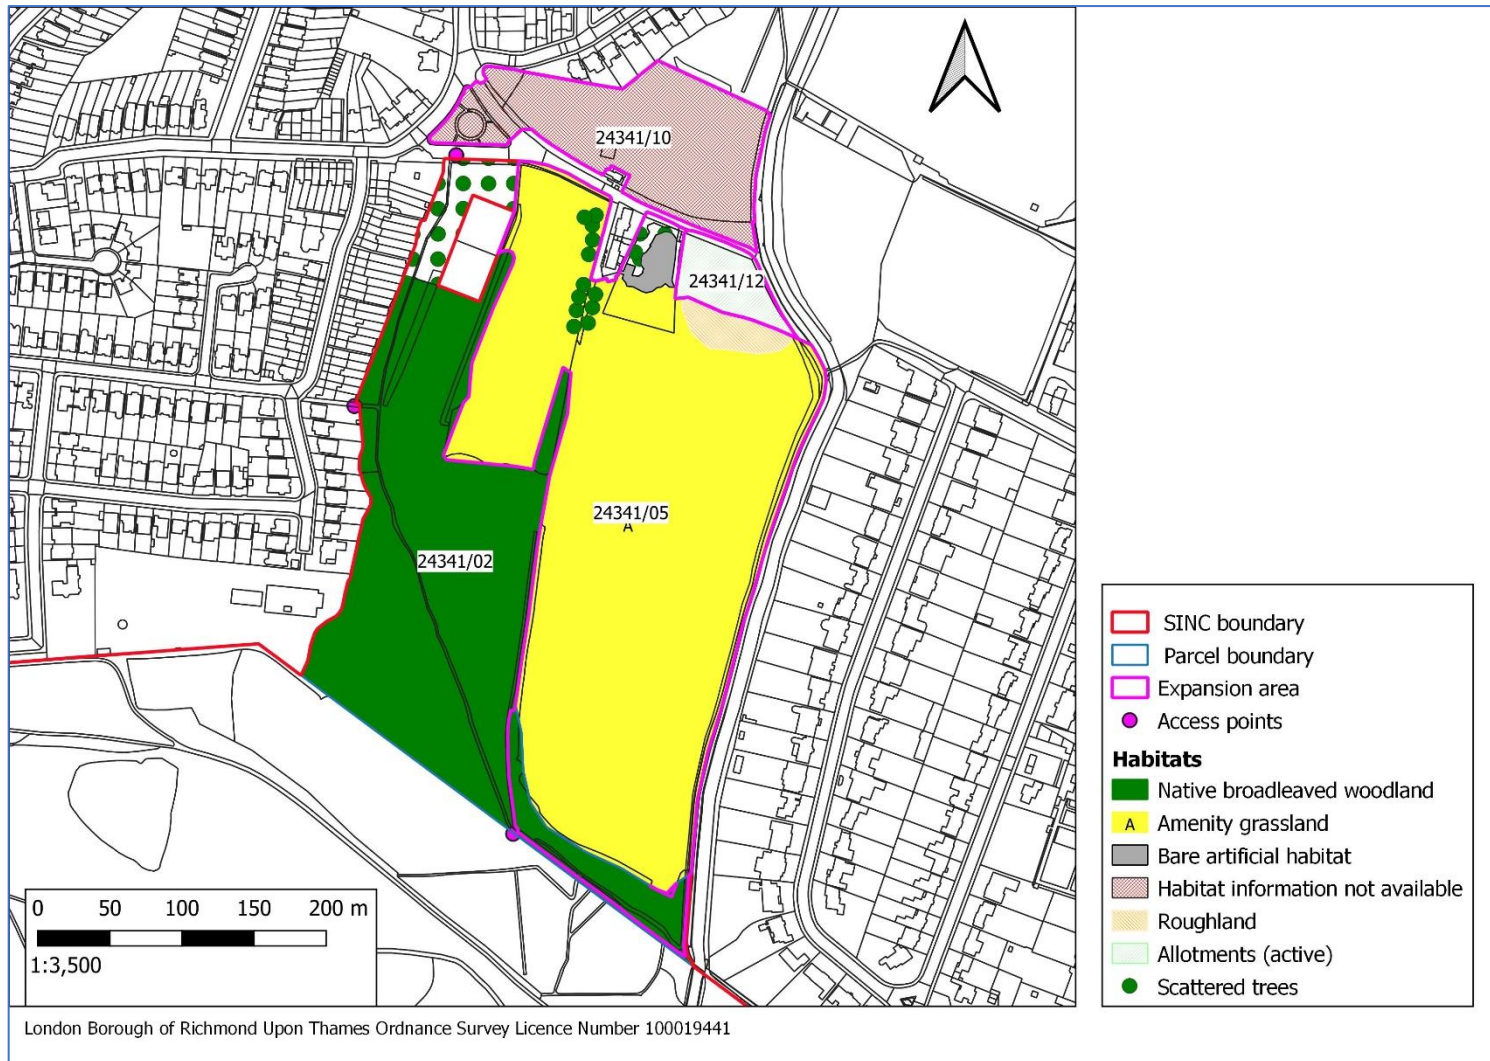 24341/10
24341/12
24341/05
A
24341/02
SINC boundary
Parcel boundary
Expansion area
Access points
Habitats
Native broadleaved woodland
A Amenity grassland
Bare artificial habitat
Habitat information not available
Roughland
Allotments (active)
Scattered trees
0 50 100 150 200 m
1:3,500
London Borough of Richmond Upon Thames Ordnance Survey Licence Number 100019441